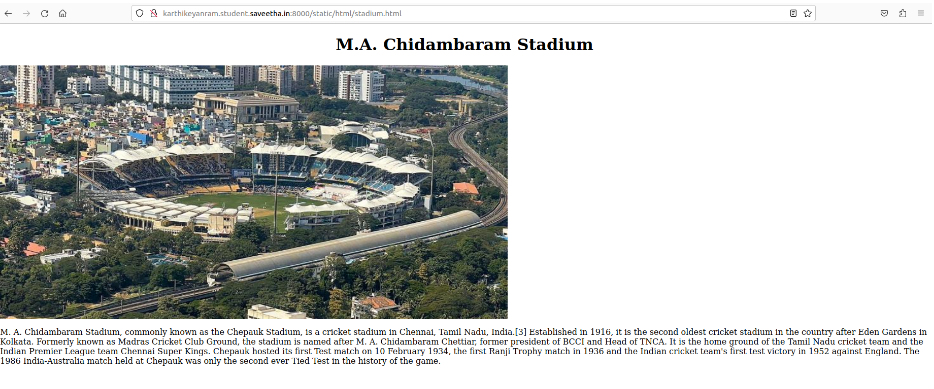 karthikeyanram.student.saveetha.in:8000/static/html/stadium.html
M.A. Chidambaram Stadium
M. A. Chidambaram Stadium, commonly known as the Chepauk Stadium, is a cricket stadium in Chennai, Tamil Nadu, India.[3] Established in 1916, it is the second oldest cricket stadium in the country after Eden Gardens in
Kolkata. Formerly known as Madras Cricket Club Ground, the stadium is named after M. A. Chidambaram Chettiar, former president of BCCI and Head of TNCA. It is the home ground of the Tamil Nadu cricket team and the
Indian Premier League team Chennai Super Kings. Chepauk hosted its first Test match on 10 February 1934, the first Ranji Trophy match in 1936 and the Indian cricket team's first test victory in 1952 against England. The
1986 India-Australia match held at Chepauk was only the second ever Tied Test in the history of the game.